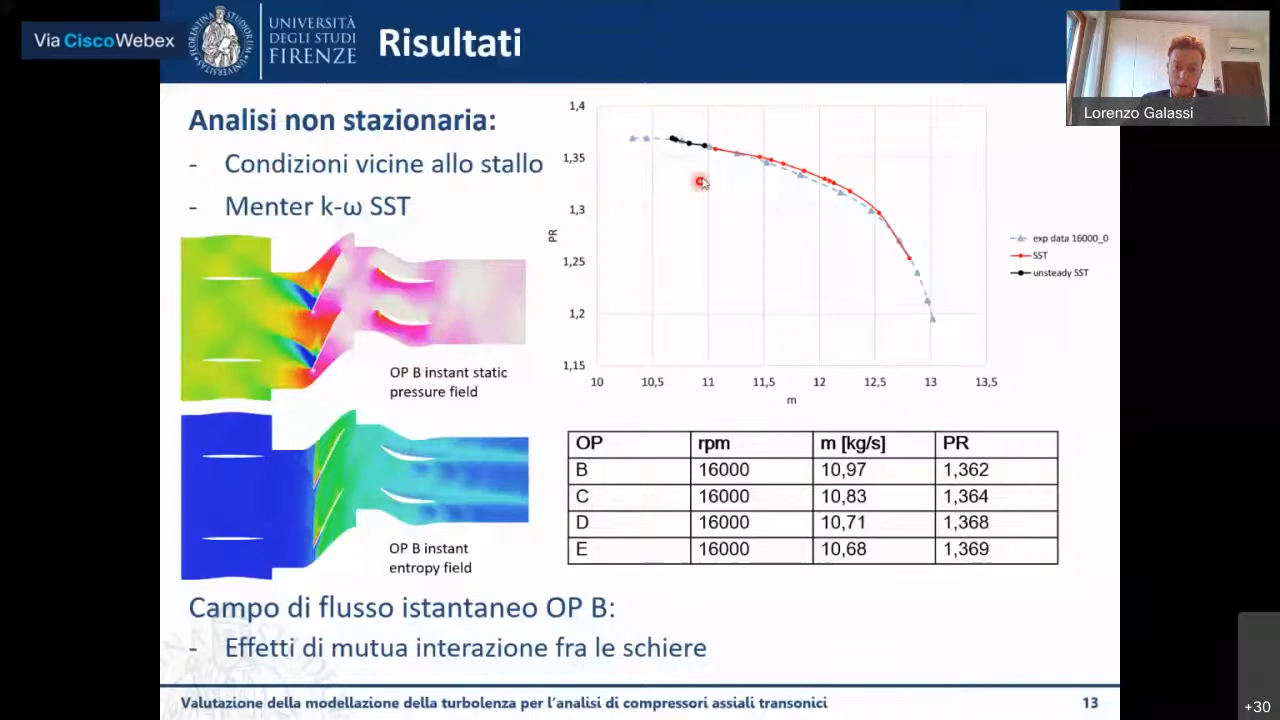 Via Cisco Webex
UNIVERSITÀ
DEGLI STUDI
FIRENZE
Risultati
Lorenzo Galassi
Analisi non stazionaria:
- Condizioni vicine allo stallo
- Menter k-ω SST
OP B instant static
pressure field
OP B instant
entropy field
1,4
1,35
1,3
1,25
1,2
1,15
PR
10 10,5 11 11,5 12 12,5 13 13,5
m
exp data 16000_0
SST
unsteady SST
OP rpm m [kg/s] PR
B 16000 10,97 1,362
C 16000 10,83 1,364
D 16000 10,71 1,368
E 16000 10,68 1,369
Campo di flusso istantaneo OP B:
- Effetti di mutua interazione fra le schiere
Valutazione della modellazione della turbolenza per l'analisi di compressori assiali transonici 13
+30